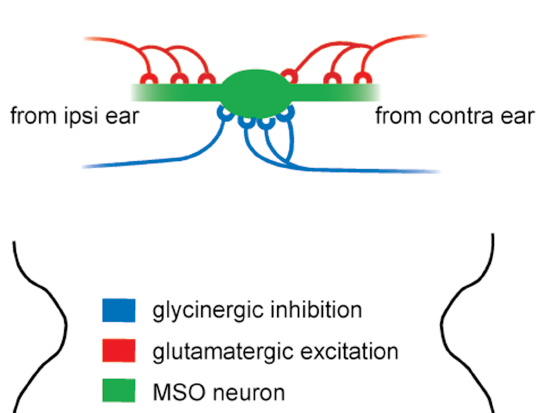 from ipsi ear
from contra ear
glycinergic inhibition
glutamatergic excitation
MSO neuron